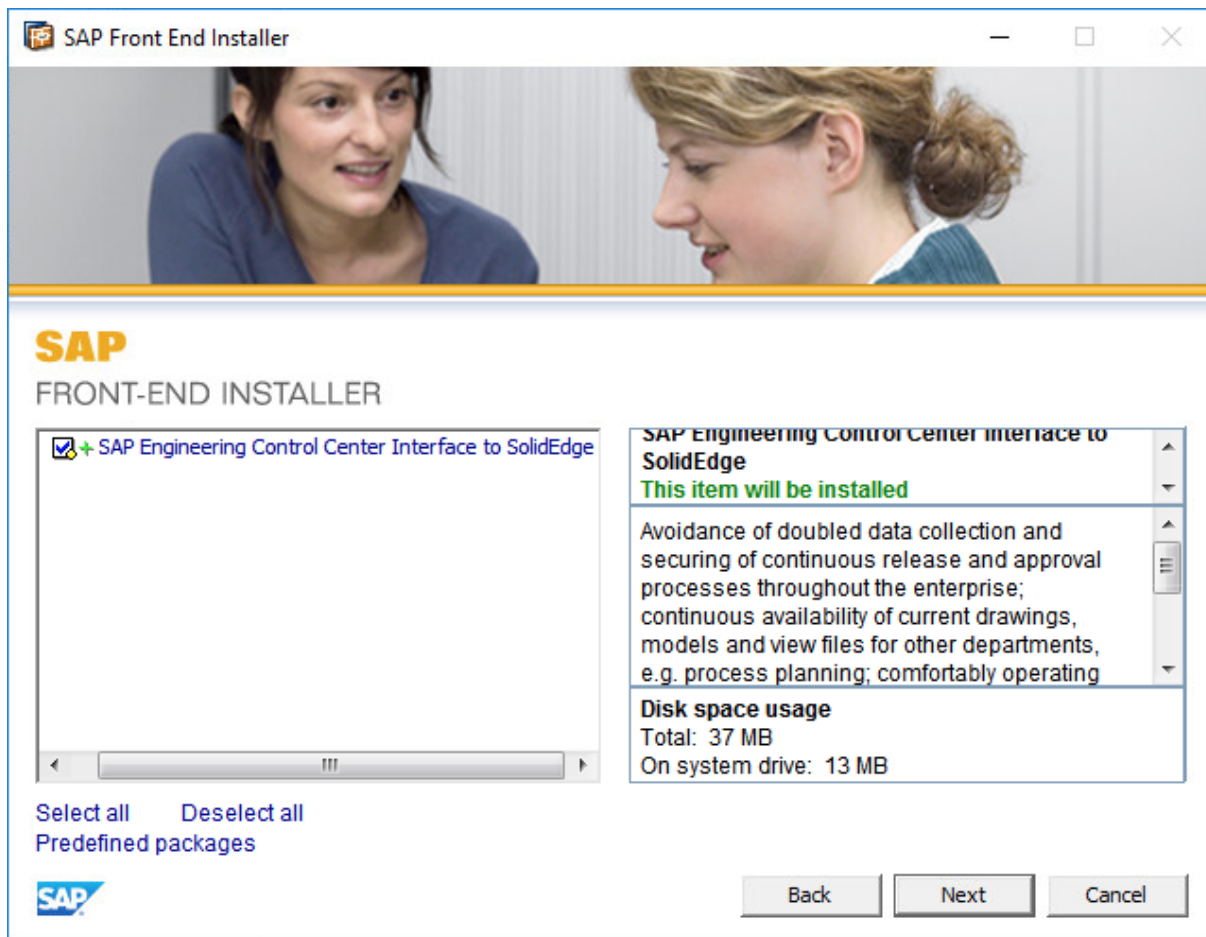 SAP Front End Installer
SAP
FRONT-END INSTALLER
SAP Engineering Control Center Interface to SolidEdge
SAP Engineering Control Center Interface to
SolidEdge
This item will be installed
Avoidance of doubled data collection and
securing of continuous release and approval
processes throughout the enterprise;
continuous availability of current drawings,
models and view files for other departments,
e.g. process planning; comfortably operating
Disk space usage
Total: 37 MB
On system drive: 13 MB
Select all Deselect all
Predefined packages
SAP
Back Next Cancel